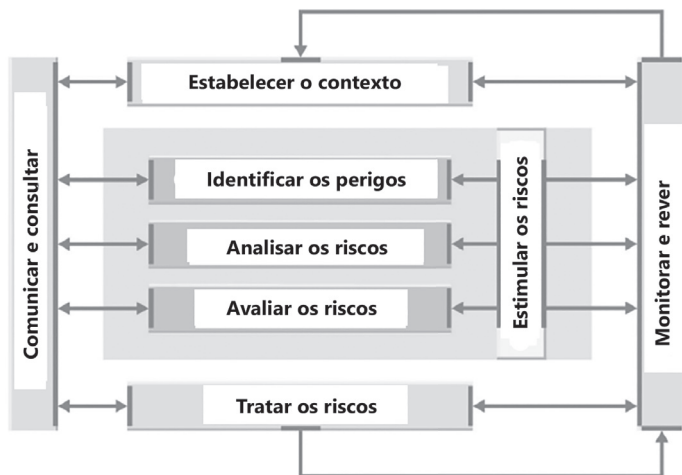 Estabelecer o contexto
Comunicar e consultar
Identificar os perigos
Analisar os riscos
Avaliar os riscos
Estimular os riscos
Monitorar e rever
Tratar os riscos